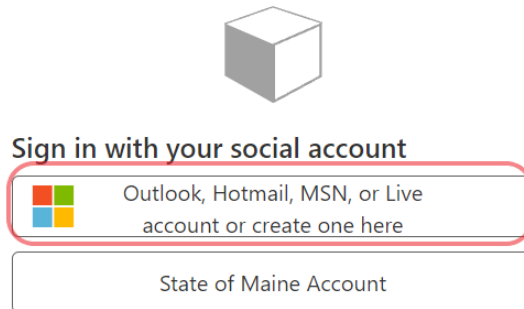 Sign in with your social account
Outlook, Hotmail, MSN, or Live
account or create one here
State of Maine Account